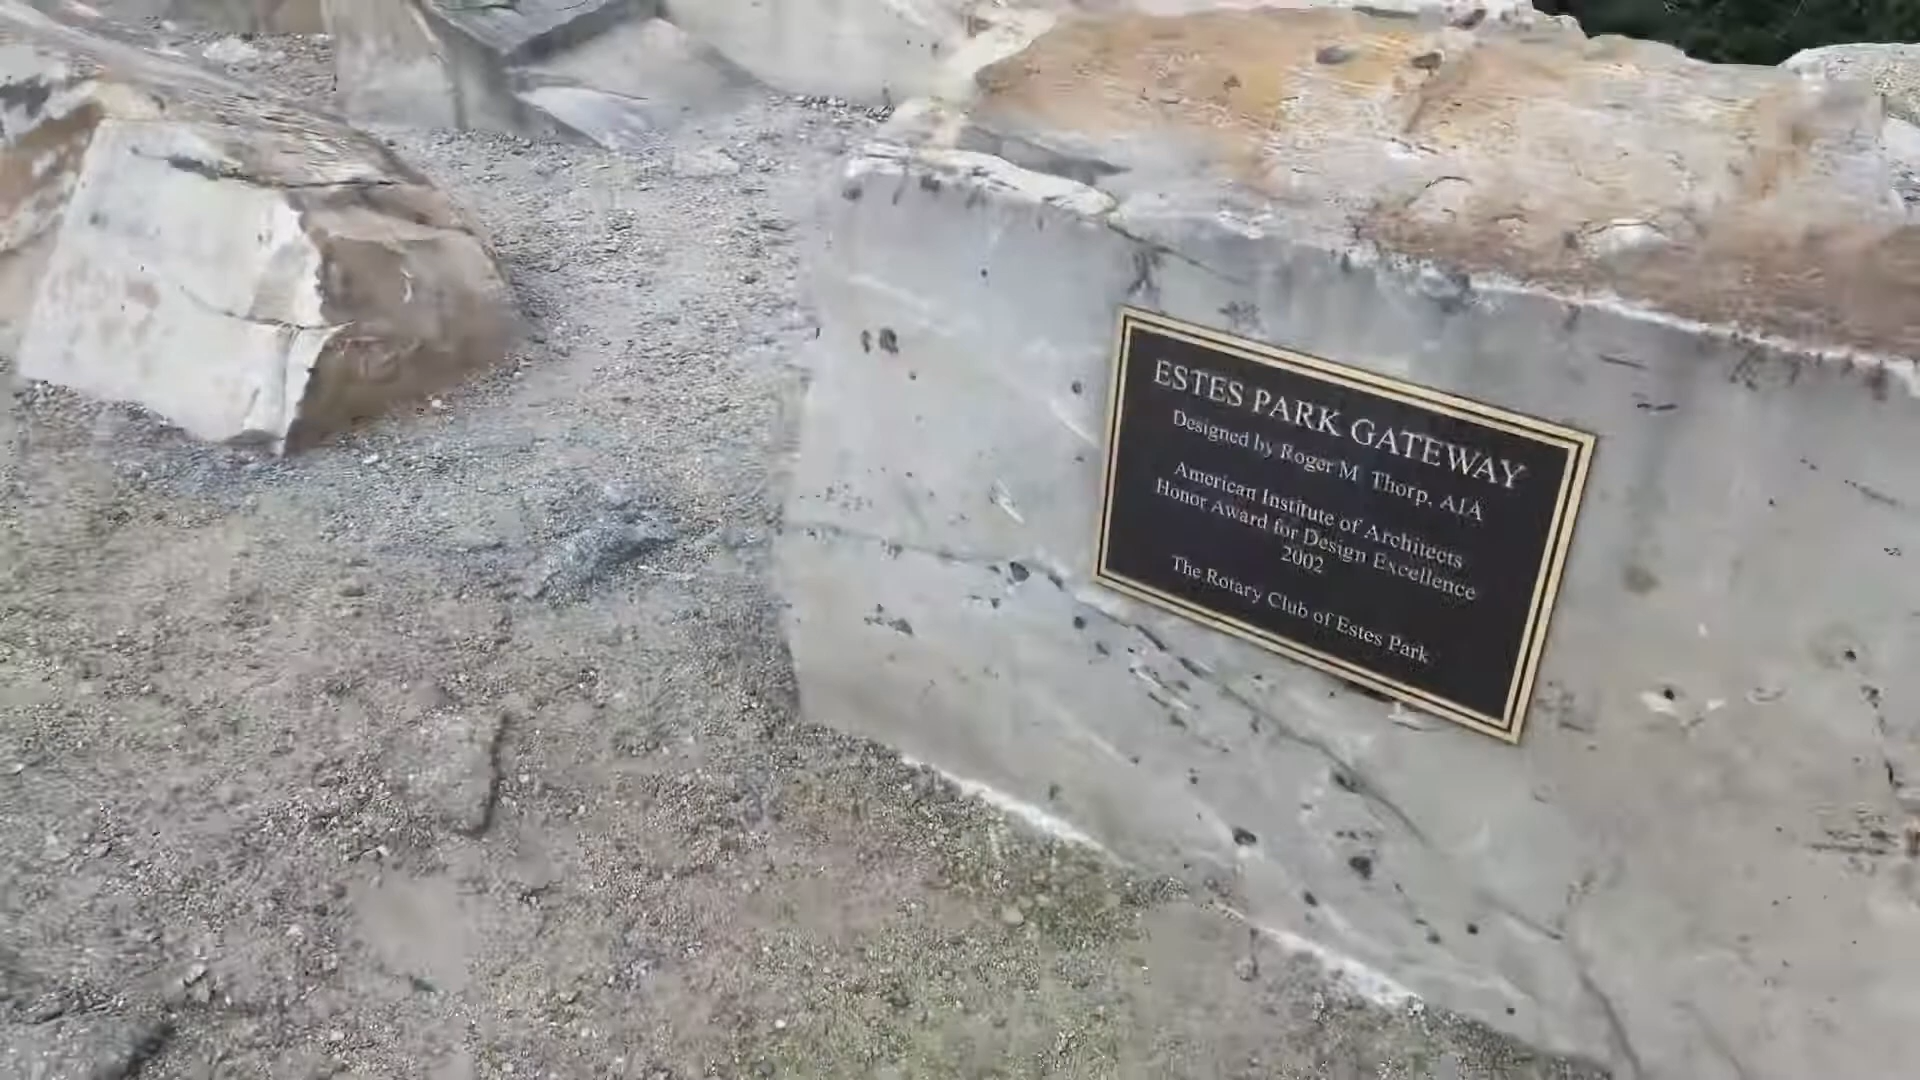 ESTES PARK GATEWAY
Designed by Roger M Thorp, AIA
American Institute of Architects
Honor Award for Design Excellence
2002
The Rotary Club of Estes Park